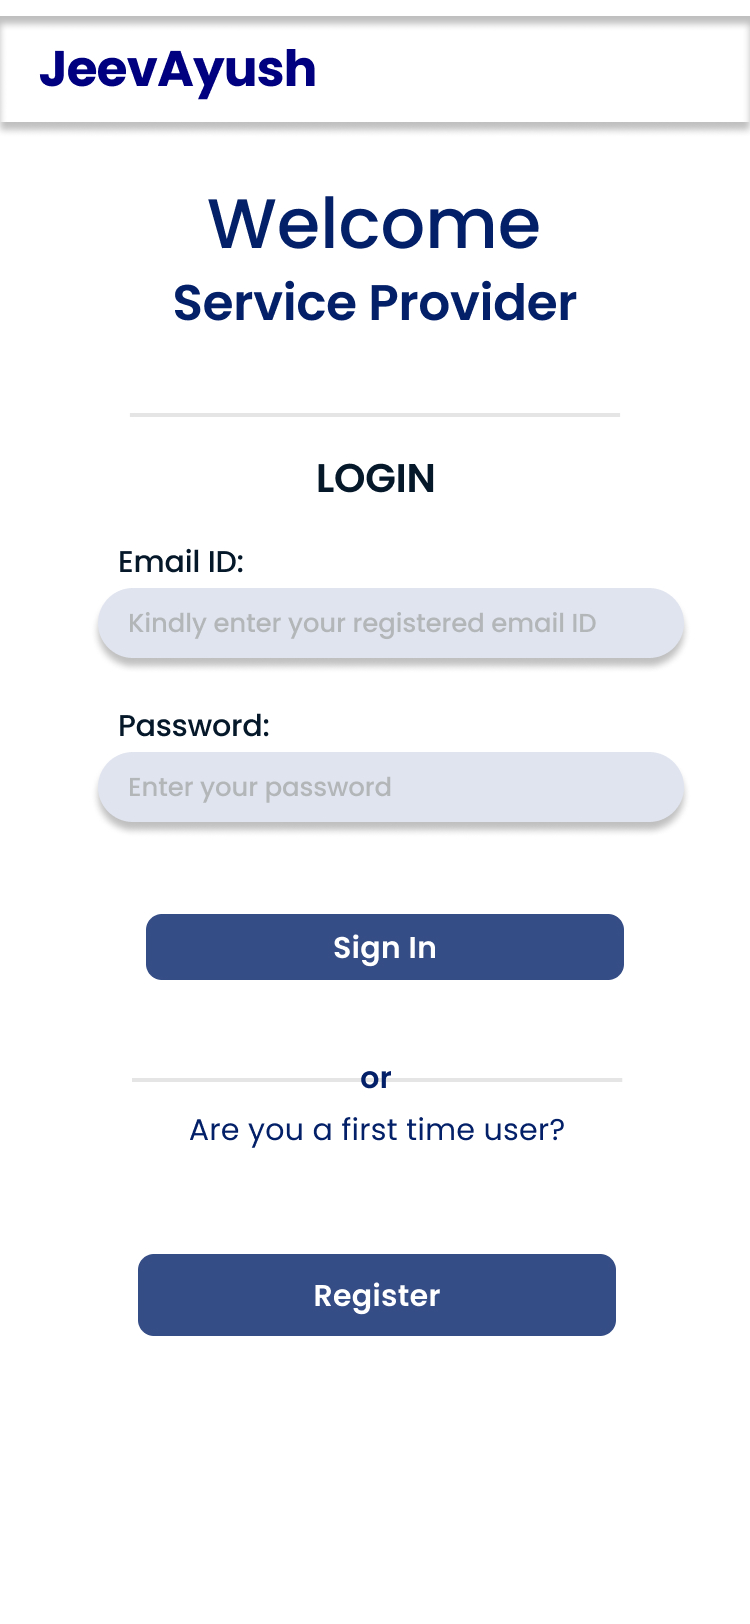 JeevAyush
Welcome
Service Provider
LOGIN
Email ID:
Kindly enter your registered email ID
Password:
Enter your password
Sign In
or
Are you a first time user?
Register